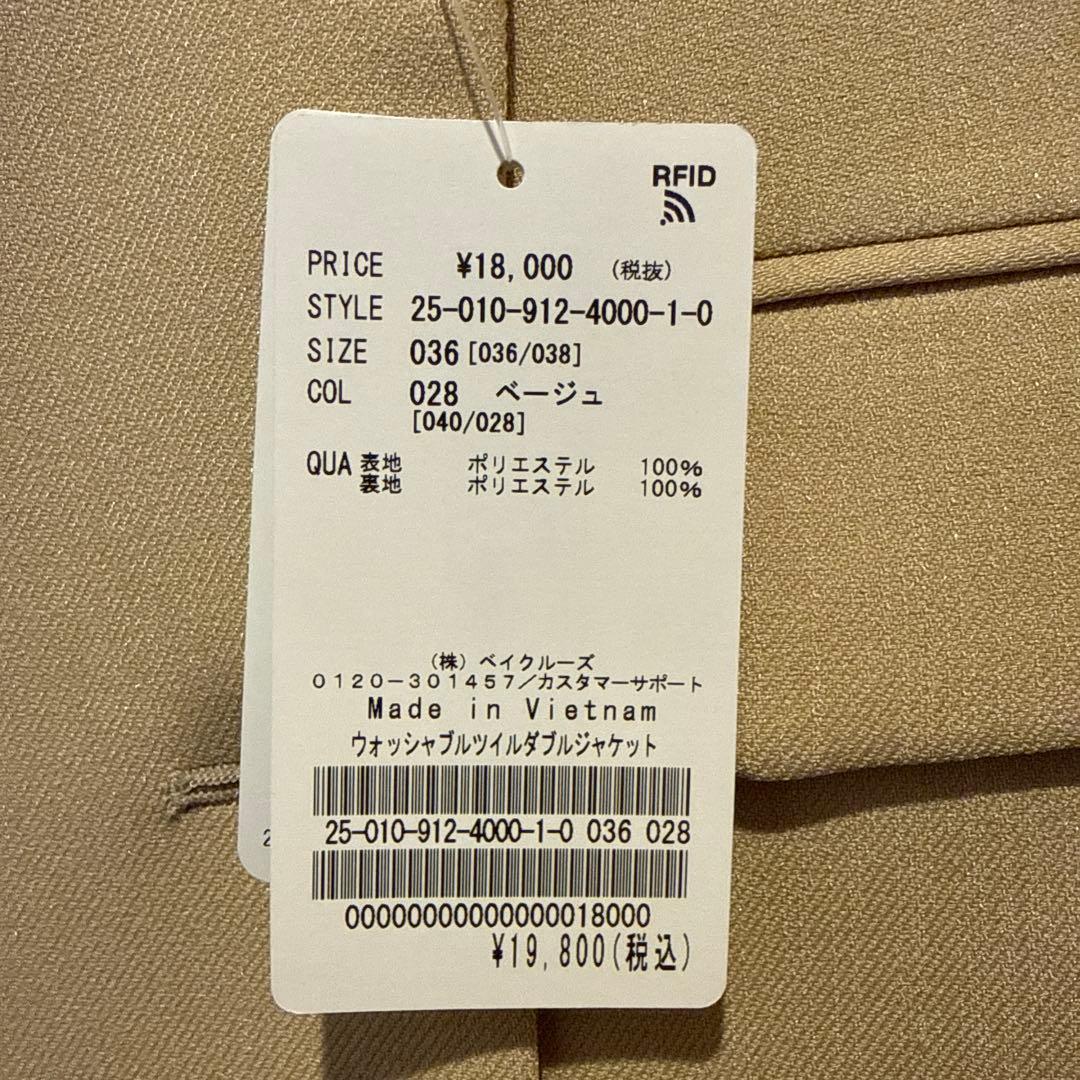 RFID
PRICE ¥18,000 (税抜)
STYLE 25-010-912-4000-1-0
SIZE 036 [036/038]
COL 028 ベージュ
[040/028]
QUA 表地 ポリエステル 100%
裏地 ポリエステル 100%
(株)ベイクルーズ
0120-301457/カスタマーサポート
Made in Vietnam
ウォッシャブルツイルダブルジャケット
25-010-912-4000-1-0 036 028
00000000000000018000
¥19,800(税込)
2